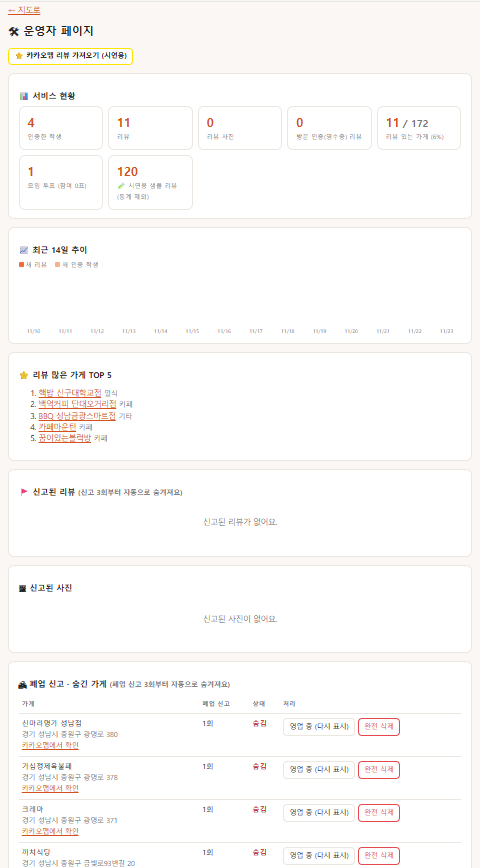 ← 지도로
🛠 운영자 페이지
⭐ 카카오맵 리뷰 가져오기 (시연용)
📊 서비스 현황
4
인증한 학생
11
리뷰
0
리뷰 사진
0
방문 인증(영수증) 리뷰
11 / 172
리뷰 있는 가게 (6%)
1
모임 투표 (참여 0표)
120
🧪 시연용 샘플 리뷰
(통계 제외)
📈 최근 14일 추이
새 리뷰 새 인증 학생
11/10 11/11 11/12 11/13 11/14 11/15 11/16 11/17 11/18 11/19 11/20 11/21 11/22 11/23
⭐ 리뷰 많은 가게 TOP 5
1. 핵밥 신구대학교점 일식
2. 백억커피 단대오거리점 카페
3. BBQ 성남금광스마트점 기타
4. 카페마운틴 카페
5. 꿈이있는블럭방 카페
🚩 신고된 리뷰 (신고 3회부터 자동으로 숨겨져요)
신고된 리뷰가 없어요.
신고된 사진
신고된 사진이 없어요.
폐업 신고 · 숨긴 가게 (폐업 신고 3회부터 자동으로 숨겨져요)
가게 폐업 신고 상태 처리
신마라명가 성남점 1회 숨김 영업 중 (다시 표시) 완전 삭제
경기 성남시 중원구 광명로 380
카카오맵에서 확인
가심정제육불패 1회 숨김 영업 중 (다시 표시) 완전 삭제
경기 성남시 중원구 광명로 378
카카오맵에서 확인
크레마 1회 숨김 영업 중 (다시 표시) 완전 삭제
경기 성남시 중원구 광명로 371
카카오맵에서 확인
까치식당 1회 숨김 영업 중 (다시 표시) 완전 삭제
경기 성남시 중원구 금빛로93번길 20